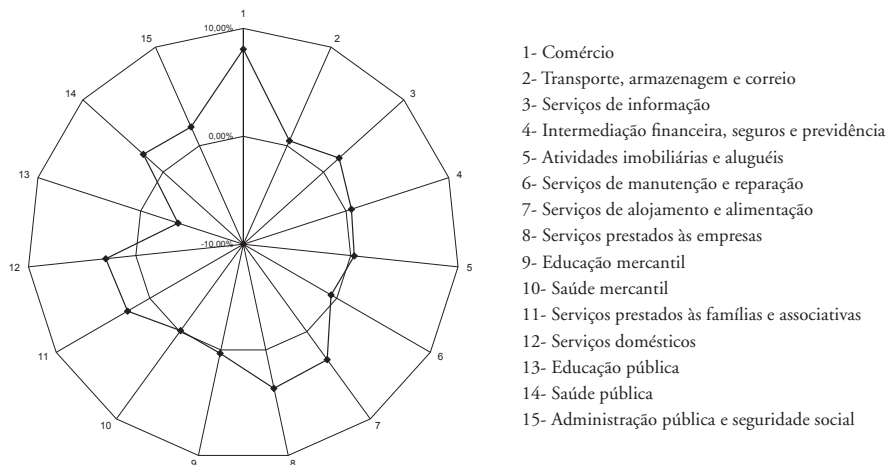 1
10,00%
15
2
14
3
0,00%
13
4
-10,00%
12
5
11
6
10
7
9
8
1- Comércio
2- Transporte, armazenagem e correio
3- Serviços de informação
4- Intermediação financeira, seguros e previdência
5- Atividades imobiliárias e aluguéis
6- Serviços de manutenção e reparação
7- Serviços de alojamento e alimentação
8- Serviços prestados às empresas
9- Educação mercantil
10- Saúde mercantil
11- Serviços prestados às famílias e associativas
12- Serviços domésticos
13- Educação pública
14- Saúde pública
15- Administração pública e seguridade social